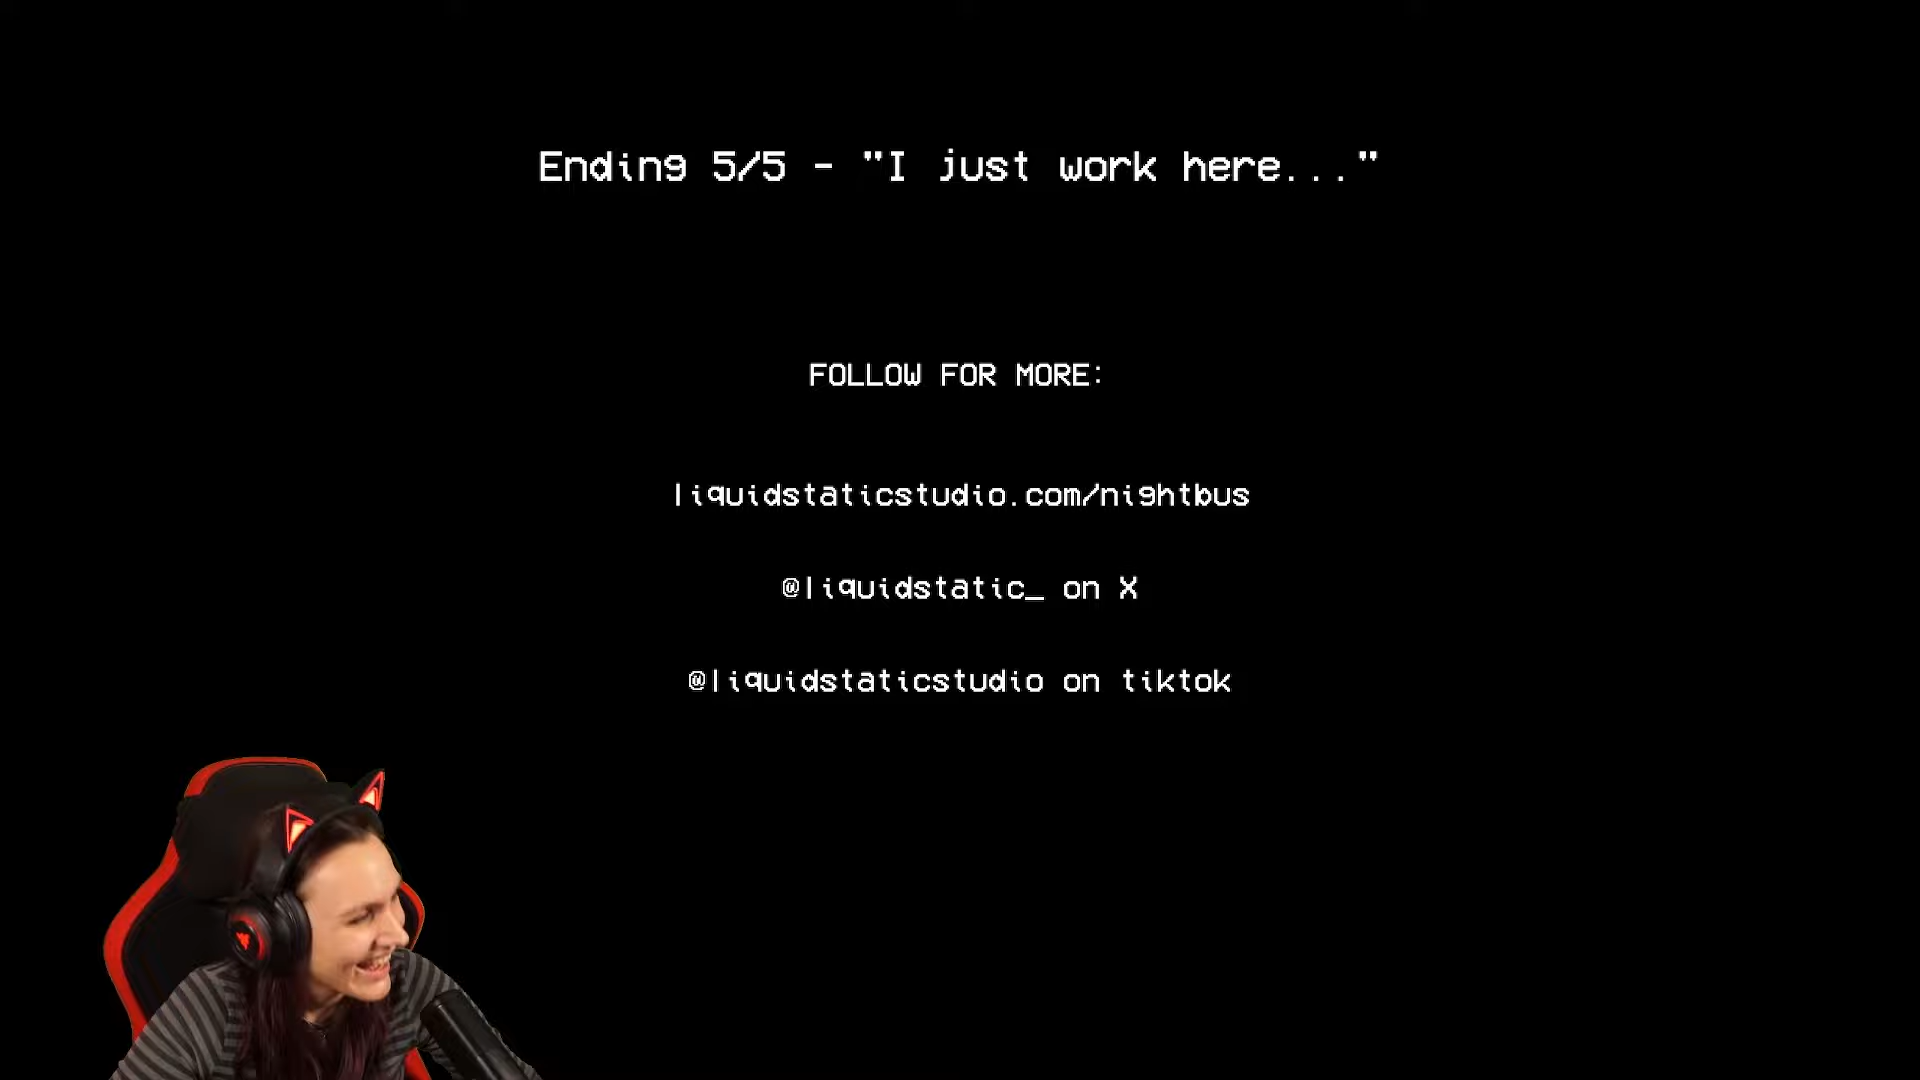 Ending 5/5 - "I just work here..."
FOLLOW FOR MORE:
liquidstaticstudio.com/nightbus
@liquidstatic_ on X
@liquidstaticstudio on tiktok